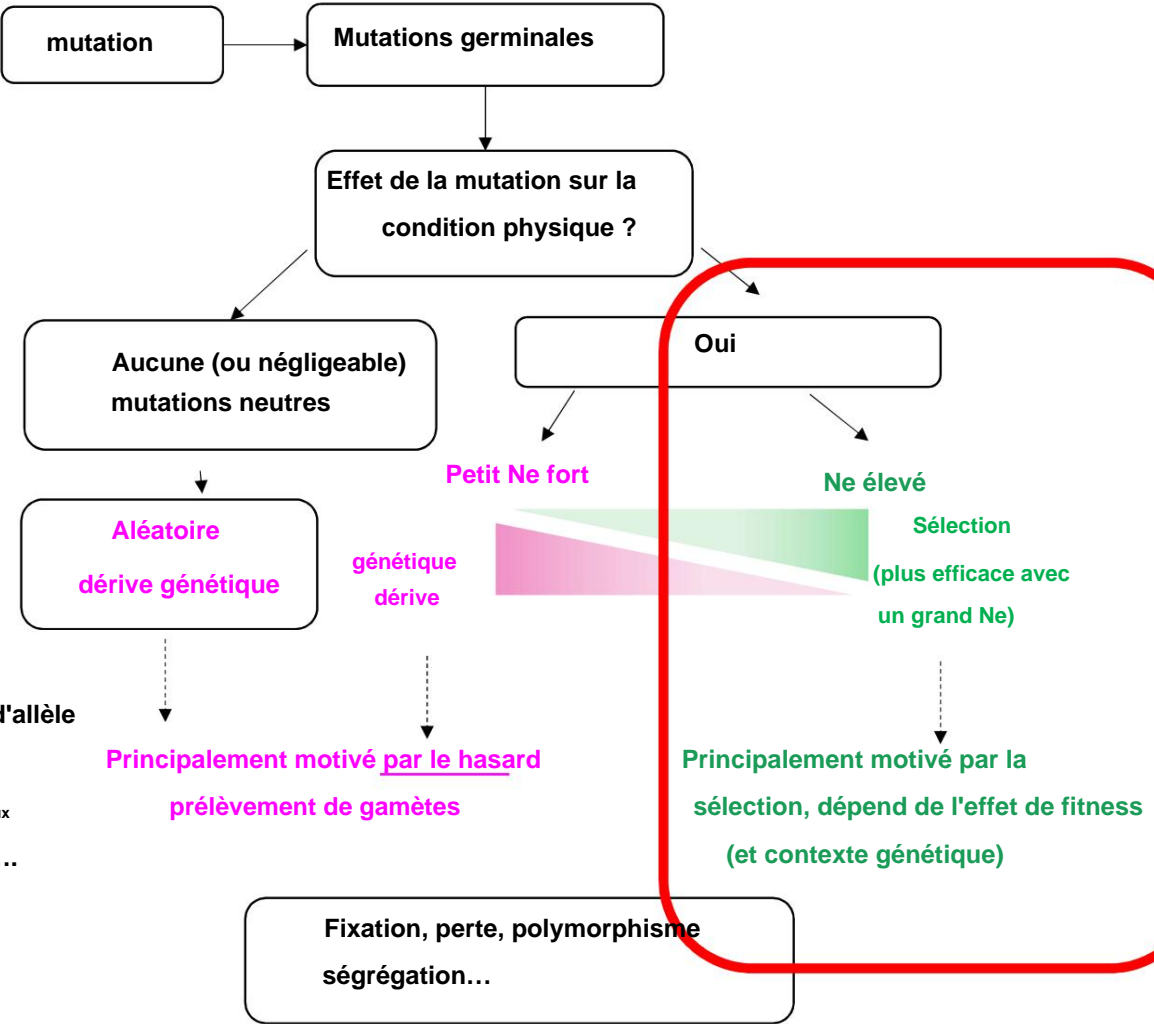 mutation
Mutations germinales
Effet de la mutation sur la
condition physique ?
Aucune (ou négligeable)
mutations neutres
Oui
Petit Ne fort
Ne élevé
Aléatoire
dérive génétique
génétique
dérive
Sélection
(plus efficace avec
un grand Ne)
d'allèle
Principalement motivé par le hasard
prélèvement de gamètes
Principalement motivé par la
sélection, dépend de l'effet de fitness
(et contexte génétique)
Fixation, perte, polymorphisme
ségrégation…